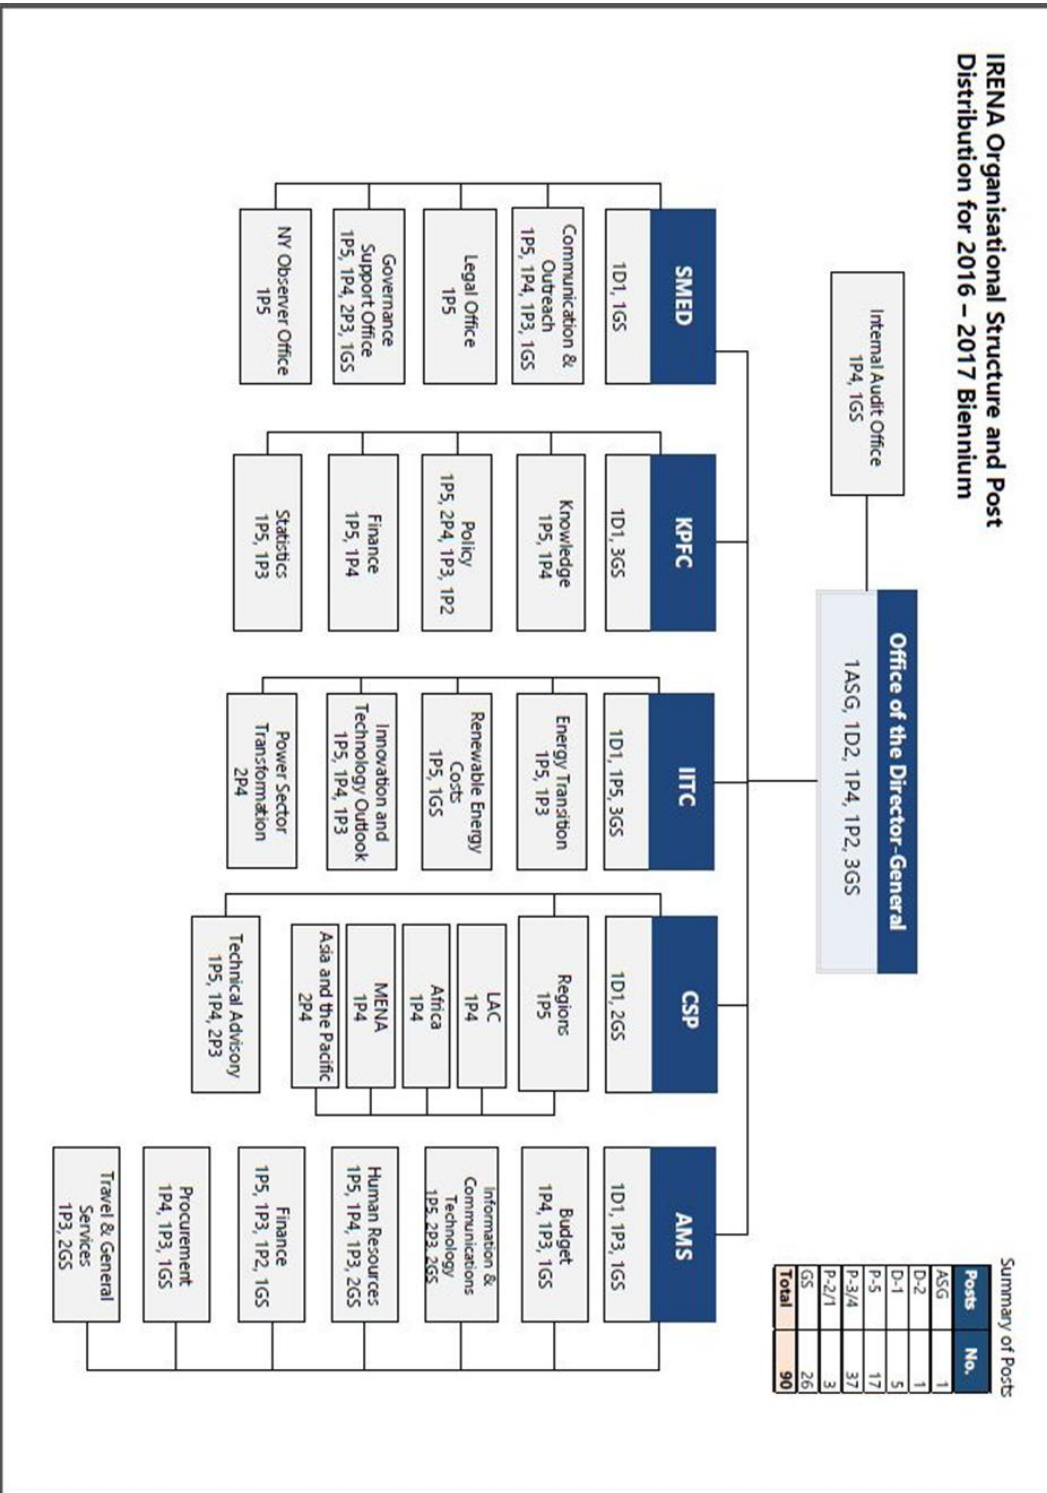 IRENA Organisational Structure and Post
Distribution for 2016 – 2017 Biennium
Summary of Posts
Posts No.
ASG 1
D-2 1
D-1 5
P-5 17
P-3/4 37
P-2/1 3
GS 26
Total 90
Office of the Director-General
1ASG, 1D2, 1P4, 1P2, 3GS
Internal Audit Office
1P4, 1GS
SMED
1D1, 1GS
Communication &
Outreach
1P5, 1P4, 1P3, 1GS
Legal Office
1P5
Governance
Support Office
1P5, 1P4, 2P3, 1GS
NY Observer Office
1P5
KPFC
1D1, 3GS
Knowledge
1P5, 1P4
Policy
1P5, 2P4, 1P3, 1P2
Finance
1P5, 1P4
Statistics
1P5, 1P3
IITC
1D1, 1P5, 3GS
Energy Transition
1P5, 1P3
Renewable Energy
Costs
1P5, 1GS
Innovation and
Technology Outlook
1P5, 1P4, 1P3
Power Sector
Transformation
2P4
CSP
1D1, 2GS
Regions
1P5
LAC
1P4
Africa
1P4
MENA
1P4
Asia and the Pacific
2P4
Technical Advisory
1P5, 1P4, 2P3
AMS
1D1, 1P3, 1GS
Budget
1P4, 1P3, 1GS
Information &
Communications
Technology
1P5, 2P3, 2GS
Human Resources
1P5, 1P4, 1P3, 2GS
Finance
1P5, 1P3, 1P2, 1GS
Procurement
1P4, 1P3, 1GS
Travel & General
Services
1P3, 2GS